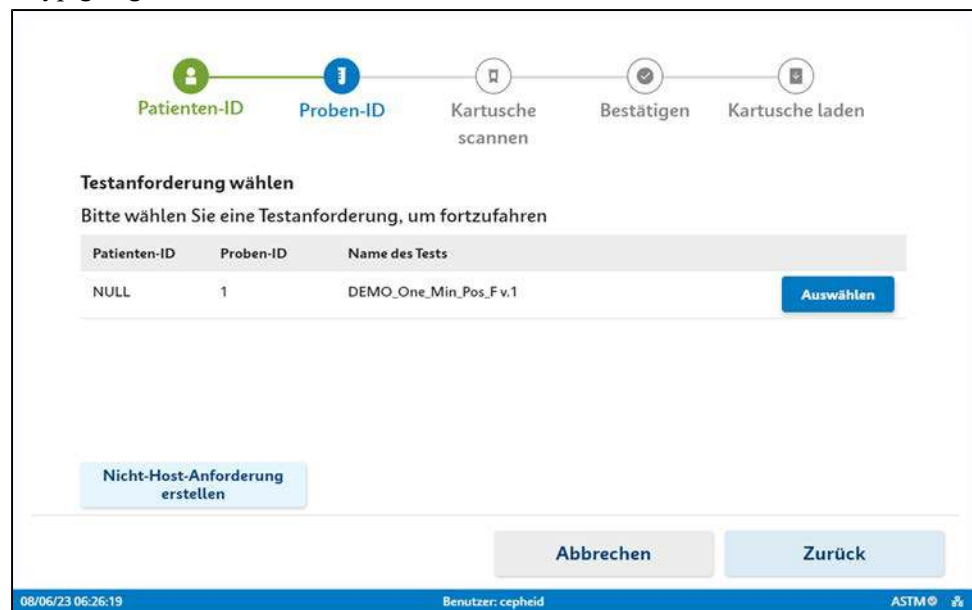 Patienten-ID
Proben-ID
Kartusche
scannen
Bestätigen
Kartusche laden
Testanforderung wählen
Bitte wählen Sie eine Testanforderung, um fortzufahren
Patienten-ID Proben-ID Name des Tests
NULL 1 DEMO_One_Min_Pos_F v.1 Auswählen
Nicht-Host-Anforderung
erstellen
Abbrechen Zurück
08/06/23 06:26:19 Benutzer: cepheid ASTM